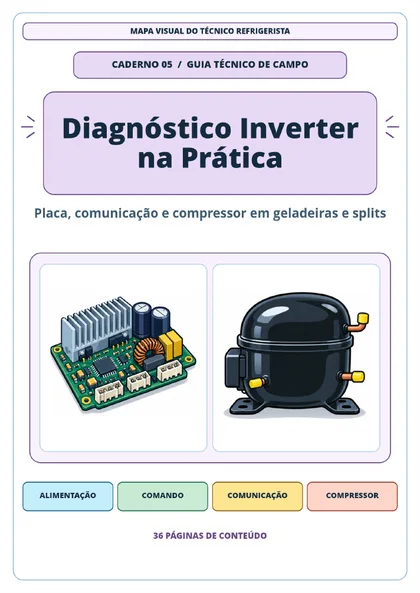 MAPA VISUAL DO TÉCNICO REFRIGERISTA
CADERNO 05 / GUIA TÉCNICO DE CAMPO
Diagnóstico Inverter
na Prática
Placa, comunicação e compressor em geladeiras e splits
ALIMENTAÇÃO
COMANDO
COMUNICAÇÃO
COMPRESSOR
36 PÁGINAS DE CONTEÚDO